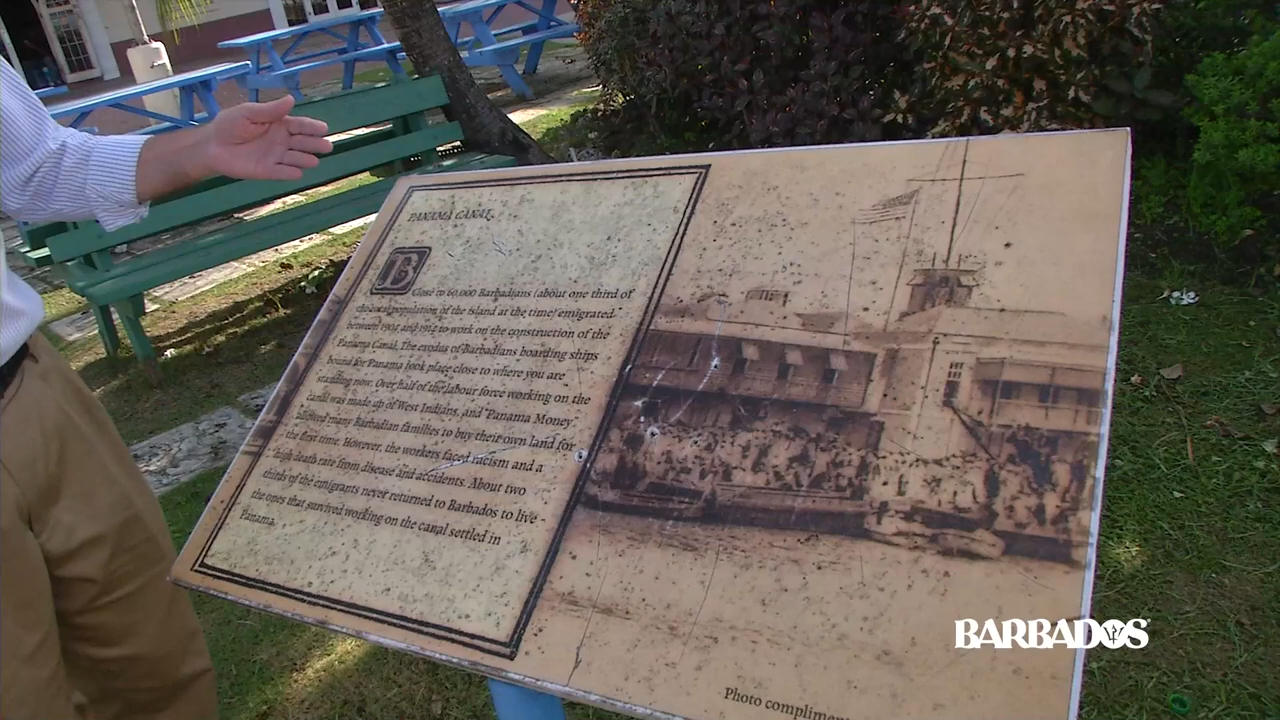 PANAMA CANAL
B
Close to 60,000 Barbadians (about one third of
the total population of the island at the time) emigrated
between 1904 and 1914 to work on the construction of the
Panama Canal. The exodus of Barbadians boarding ships
bound for Panama took place close to where you are
standing now. Over half of the labour force working on the
canal was made up of West Indians, and "Panama Money"
allowed many Barbadian families to buy their own land for
the first time. However, the workers faced racism and a
high death rate from disease and accidents. About two
thirds of the emigrants never returned to Barbados to live -
the ones that survived working on the canal settled in
Panama.
Photo compliment
BARBADOS